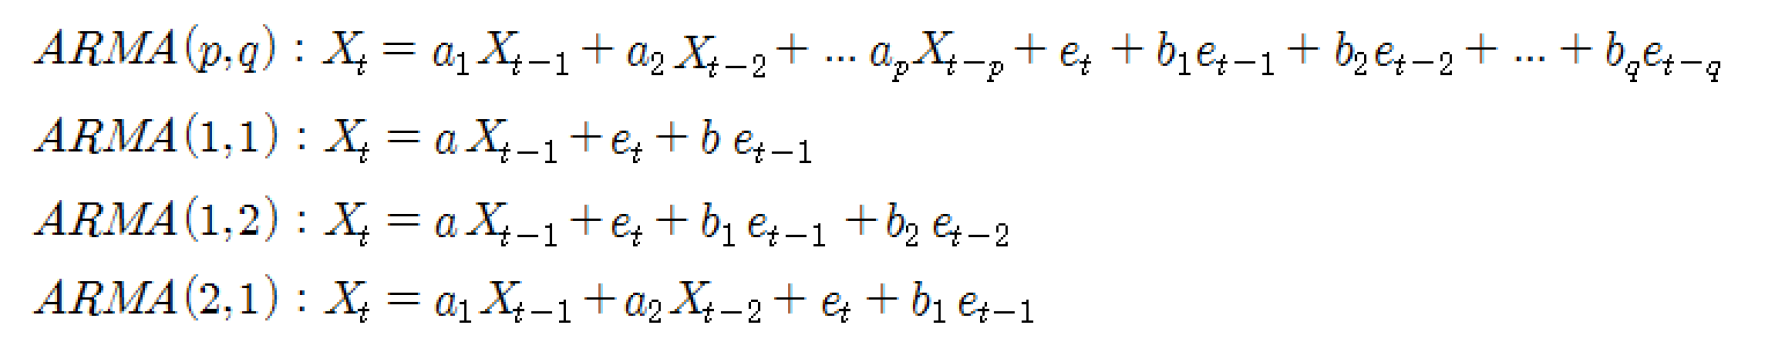 ARMA(p,q) : X_t = a_1 X_{t-1} + a_2 X_{t-2} + ... a_p X_{t-p} + e_t + b_1 e_{t-1} + b_2 e_{t-2} + ... + b_q e_{t-q}
ARMA(1,1) : X_t = a X_{t-1} + e_t + b e_{t-1}
ARMA(1,2) : X_t = a X_{t-1} + e_t + b_1 e_{t-1} + b_2 e_{t-2}
ARMA(2,1) : X_t = a_1 X_{t-1} + a_2 X_{t-2} + e_t + b_1 e_{t-1}